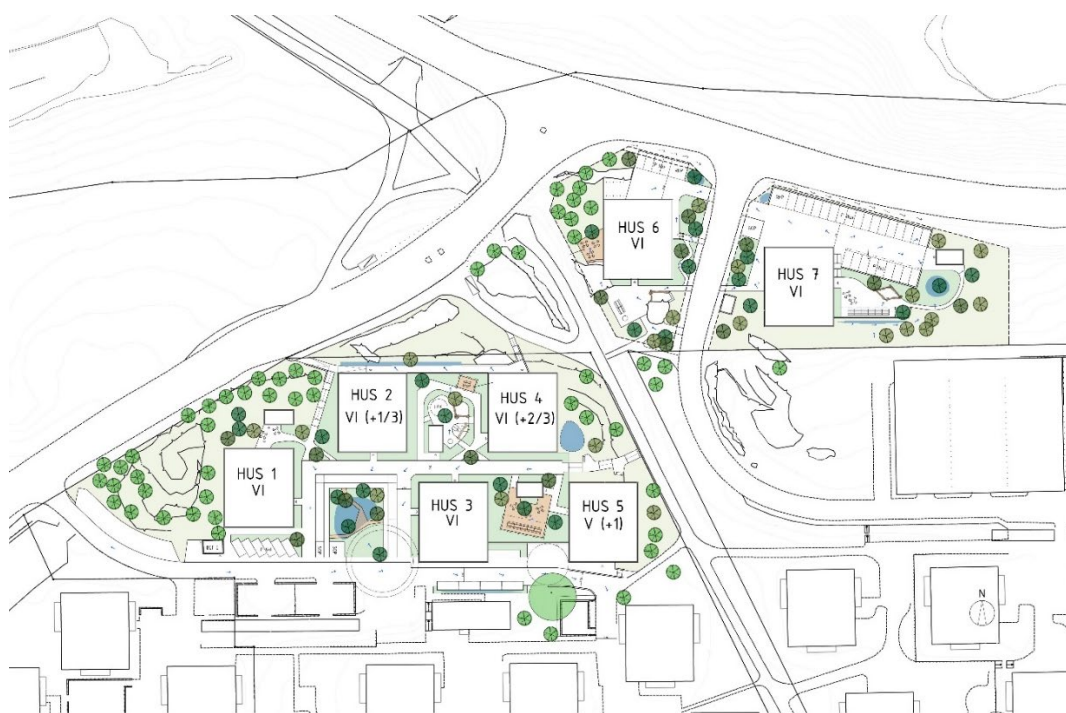 HUS 6
VI
HUS 7
VI
HUS 2
VI (+1/3)
HUS 4
VI (+2/3)
HUS 1
VI
HUS 3
VI
HUS 5
V (+1)
N